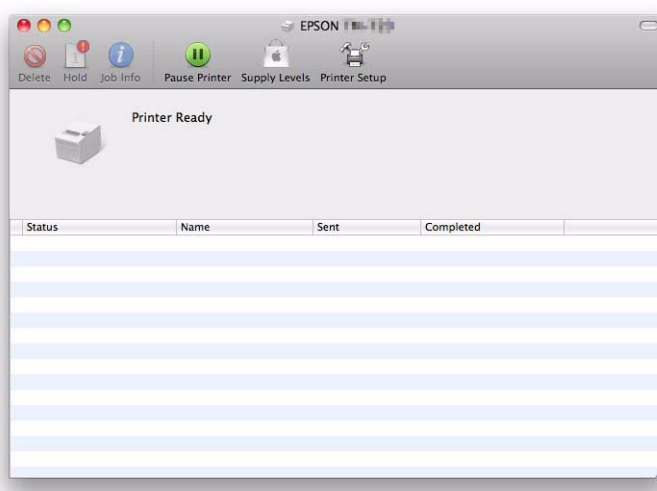 EPSON
Delete Hold Job Info Pause Printer Supply Levels Printer Setup
Printer Ready
Status Name Sent Completed